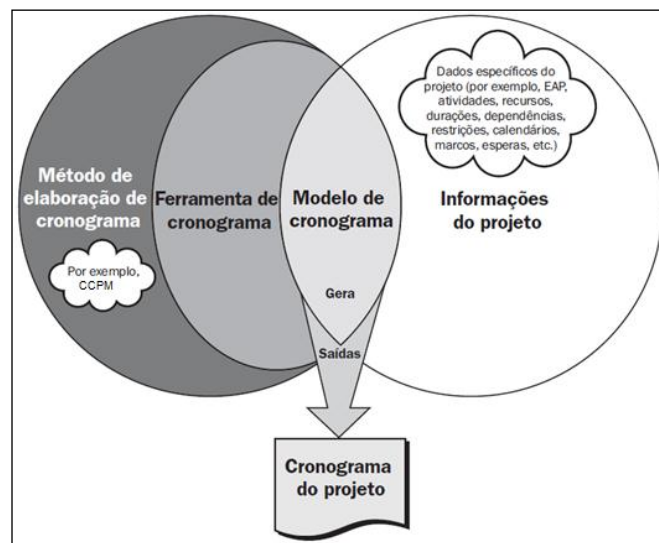 Dados específicos do
projeto (por exemplo, EAP,
atividades, recursos,
durações, dependências,
restrições, calendários,
marcos, esperas, etc.)
Método de
elaboração de
cronograma
Por exemplo,
CCPM
Ferramenta de
cronograma
Modelo de
cronograma
Informações
do projeto
Gera
Saídas
Cronograma
do projeto